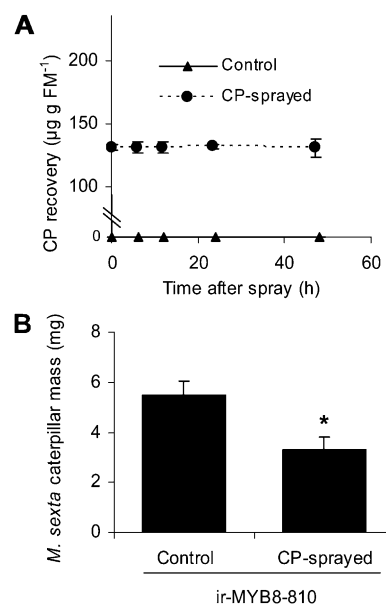 A
CP recovery (µg g FM⁻¹)
200
150
100
0
Control
CP-sprayed
0
20
40
60
Time after spray (h)
B
M. sexta caterpillar mass (mg)
8
6
4
2
0
*
Control
CP-sprayed
ir-MYB8-810